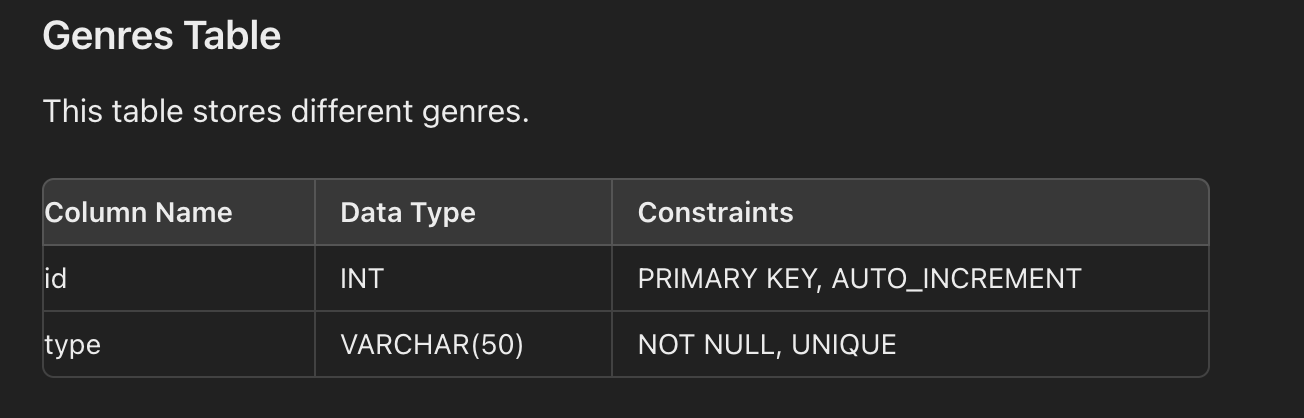 Genres Table
This table stores different genres.
Column Name Data Type Constraints
id INT PRIMARY KEY, AUTO_INCREMENT
type VARCHAR(50) NOT NULL, UNIQUE